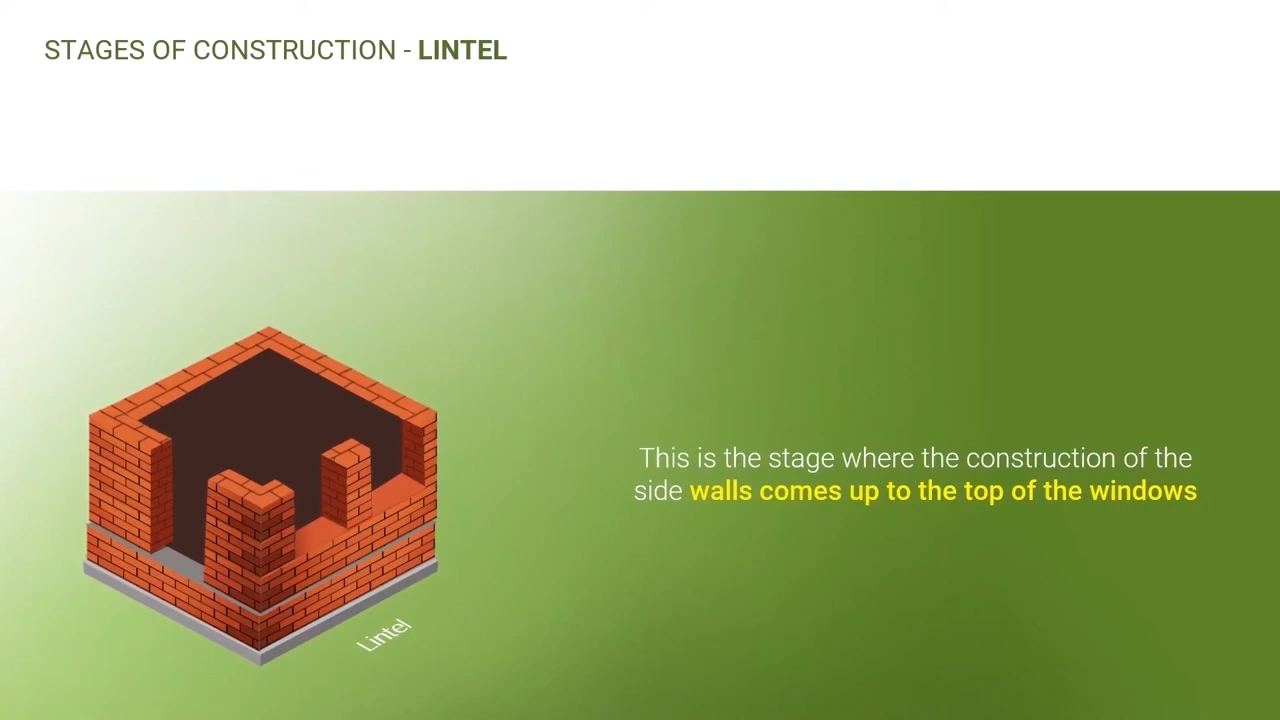 STAGES OF CONSTRUCTION - LINTEL
This is the stage where the construction of the
side walls comes up to the top of the windows
Lintel